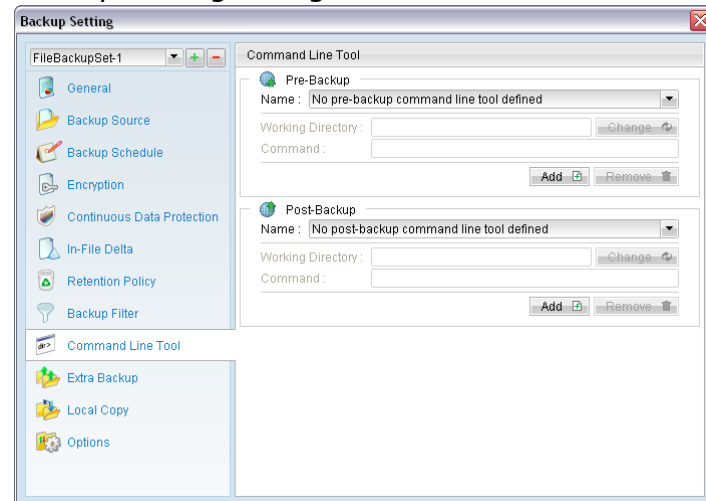 Backup Setting
FileBackupSet-1
General
Backup Source
Backup Schedule
Encryption
Continuous Data Protection
In-File Delta
Retention Policy
Backup Filter
dir>
Command Line Tool
Extra Backup
Local Copy
Options
Command Line Tool
Pre-Backup
Name : No pre-backup command line tool defined
Working Directory : Change
Command :
Add Remove
Post-Backup
Name : No post-backup command line tool defined
Working Directory : Change
Command :
Add Remove